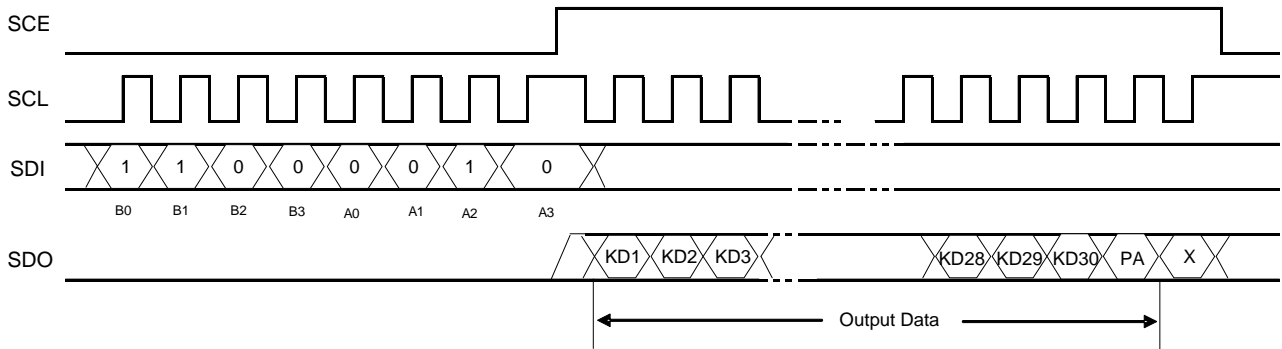 SCE
SCL
SDI 1 1 0 0 0 0 1 0
B0 B1 B2 B3 A0 A1 A2 A3
SDO KD1 KD2 KD3 KD28 KD29 KD30 PA X
Output Data